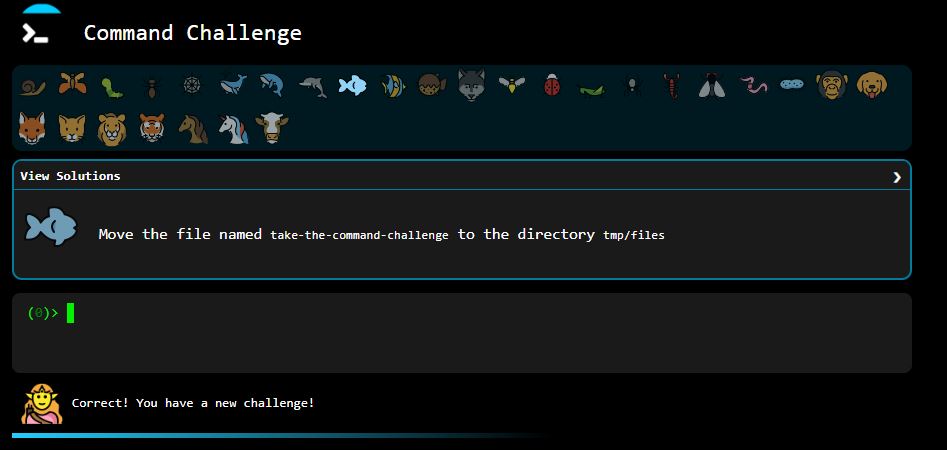 Command Challenge
View Solutions
Move the file named take-the-command-challenge to the directory tmp/files
(0)>
Correct! You have a new challenge!